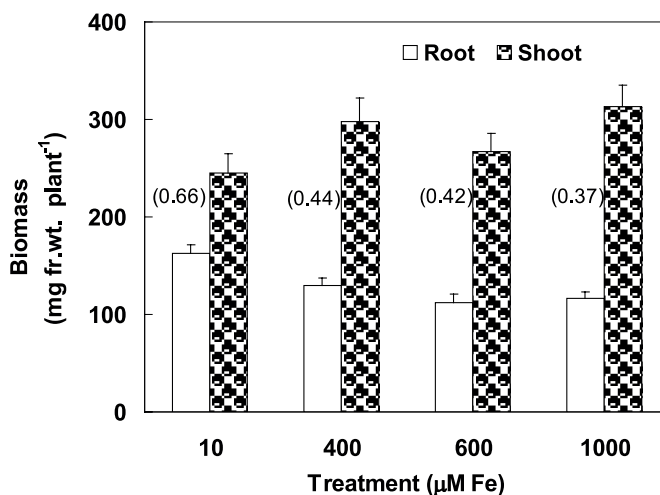 400
Root Shoot
300
(0.66) (0.44) (0.42) (0.37)
200
100
0
10 400 600 1000
Treatment (µM Fe)
Biomass
(mg fr.wt. plant-1)